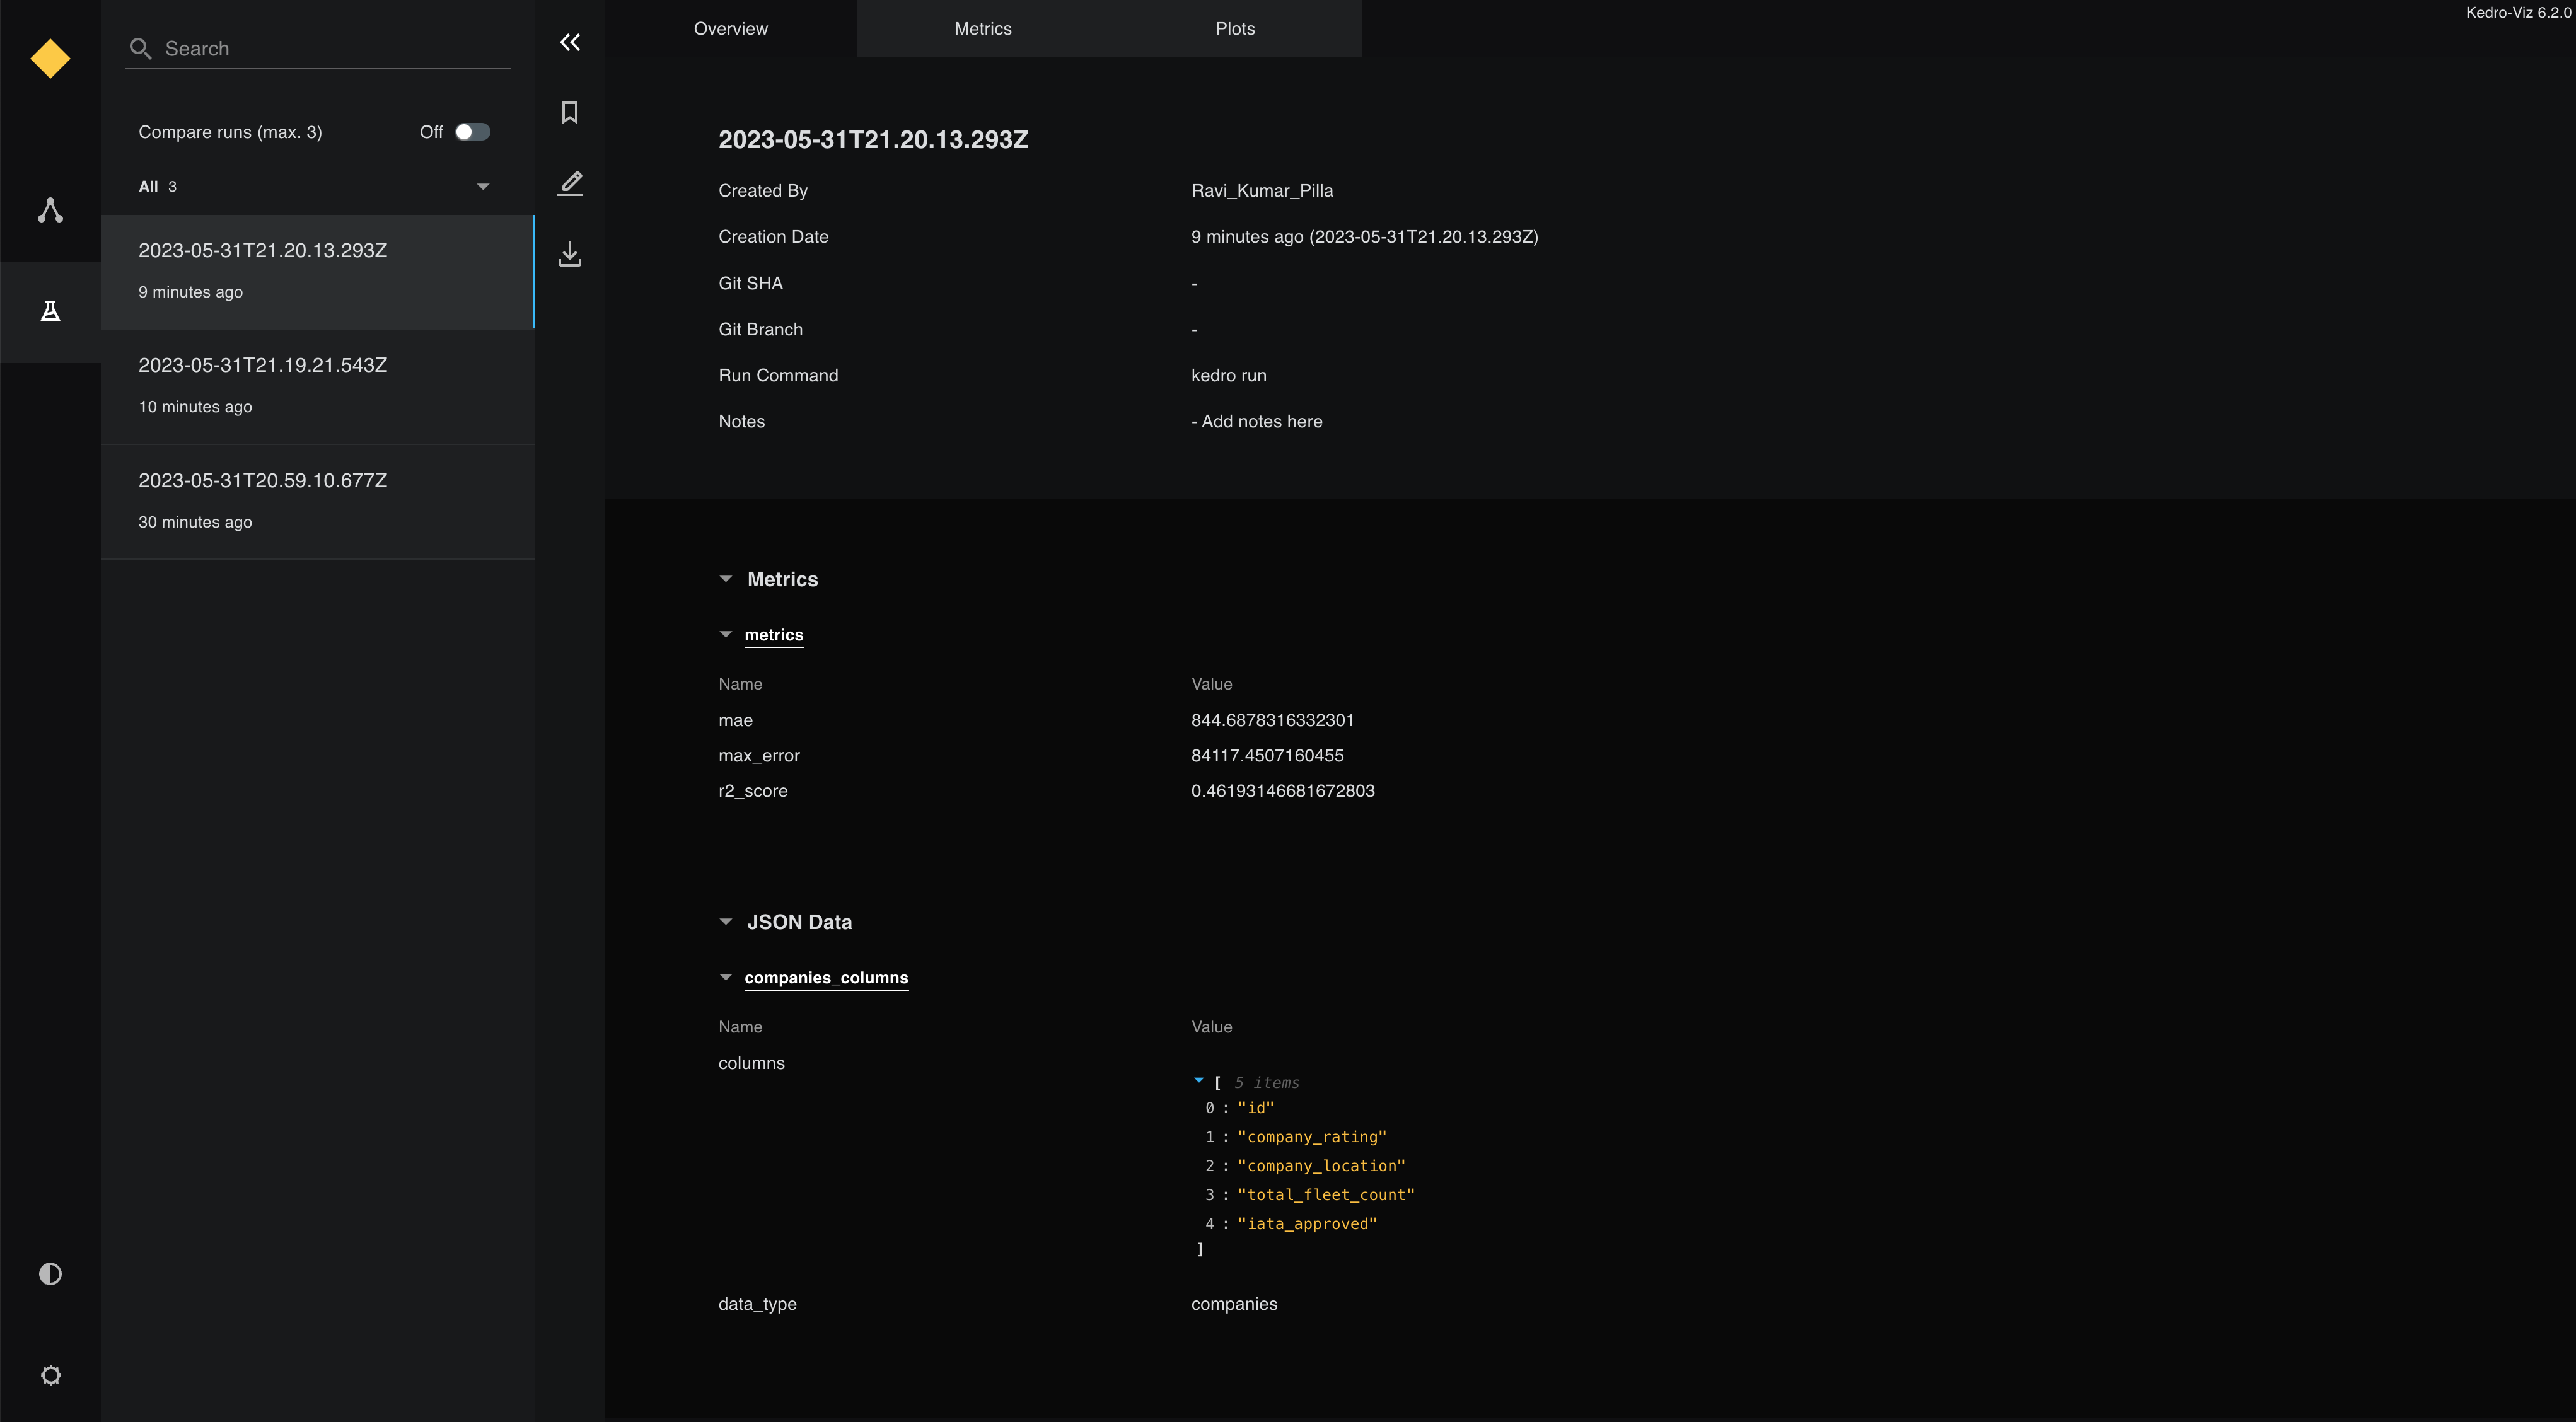 Search
Compare runs (max. 3) Off
All 3
2023-05-31T21.20.13.293Z
9 minutes ago
2023-05-31T21.19.21.543Z
10 minutes ago
2023-05-31T20.59.10.677Z
30 minutes ago
Overview Metrics Plots
Kedro-Viz 6.2.0
2023-05-31T21.20.13.293Z
Created By Ravi_Kumar_Pilla
Creation Date 9 minutes ago (2023-05-31T21.20.13.293Z)
Git SHA -
Git Branch -
Run Command kedro run
Notes - Add notes here
Metrics
metrics
Name Value
mae 844.6878316332301
max_error 84117.4507160455
r2_score 0.46193146681672803
JSON Data
companies_columns
Name Value
columns
[ 5 items
0 : "id"
1 : "company_rating"
2 : "company_location"
3 : "total_fleet_count"
4 : "iata_approved"
]
data_type companies